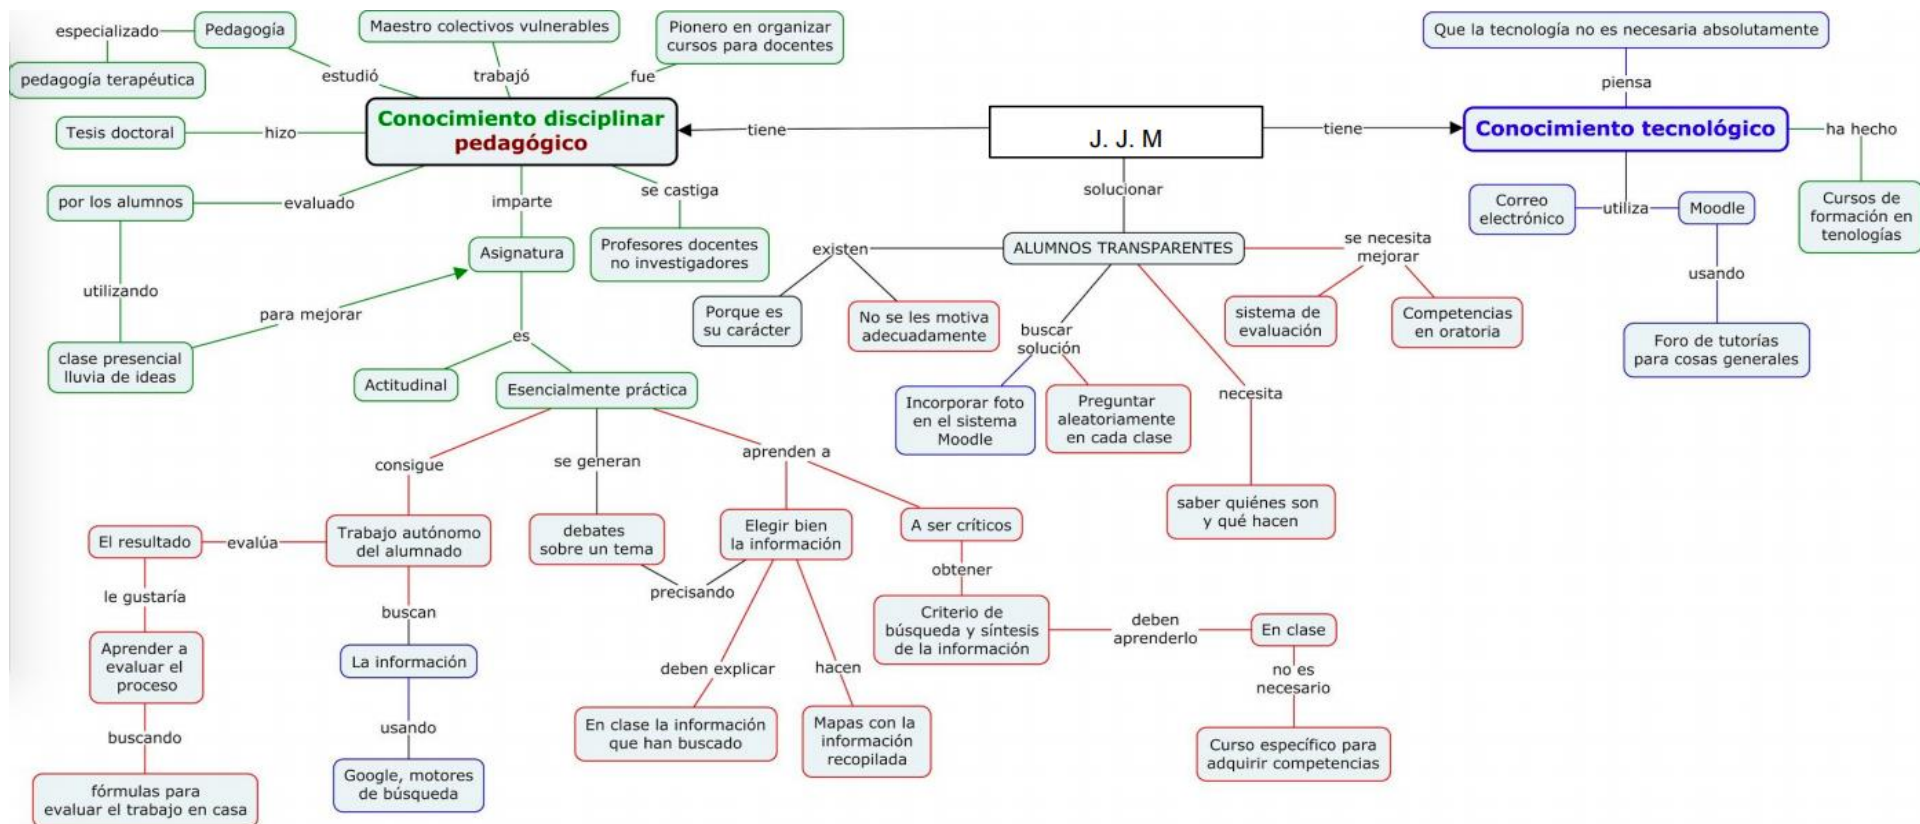 especializado
Pedagogía
pedagogía terapéutica
estudió
Maestro colectivos vulnerables
trabajó
Pionero en organizar
cursos para docentes
fue
Conocimiento disciplinar
pedagógico
Tesis doctoral
hizo
tiene
J. J. M
tiene
Que la tecnología no es necesaria absolutamente
piensa
Conocimiento tecnológico
ha hecho
Cursos de
formación en
tenologías
Correo
electrónico
utiliza
Moodle
usando
Foro de tutorías
para cosas generales
por los alumnos
evaluado
imparte
se castiga
Profesores docentes
no investigadores
Asignatura
utilizando
para mejorar
clase presencial
lluvia de ideas
es
Actitudinal
Esencialmente práctica
solucionar
ALUMNOS TRANSPARENTES
existen
Porque es
su carácter
No se les motiva
adecuadamente
buscar
solución
Incorporar foto
en el sistema
Moodle
Preguntar
aleatoriamente
en cada clase
se necesita
mejorar
sistema de
evaluación
Competencias
en oratoria
necesita
saber quiénes son
y qué hacen
consigue
se generan
aprenden a
El resultado
evalúa
Trabajo autónomo
del alumnado
debates
sobre un tema
precisando
Elegir bien
la información
A ser críticos
obtener
le gustaría
buscan
Aprender a
evaluar el
proceso
La información
buscando
usando
fórmulas para
evaluar el trabajo en casa
Google, motores
de búsqueda
deben explicar
hacen
En clase la información
que han buscado
Mapas con la
información
recopilada
Criterio de
búsqueda y síntesis
de la información
deben
aprenderlo
En clase
no es
necesario
Curso específico para
adquirir competencias